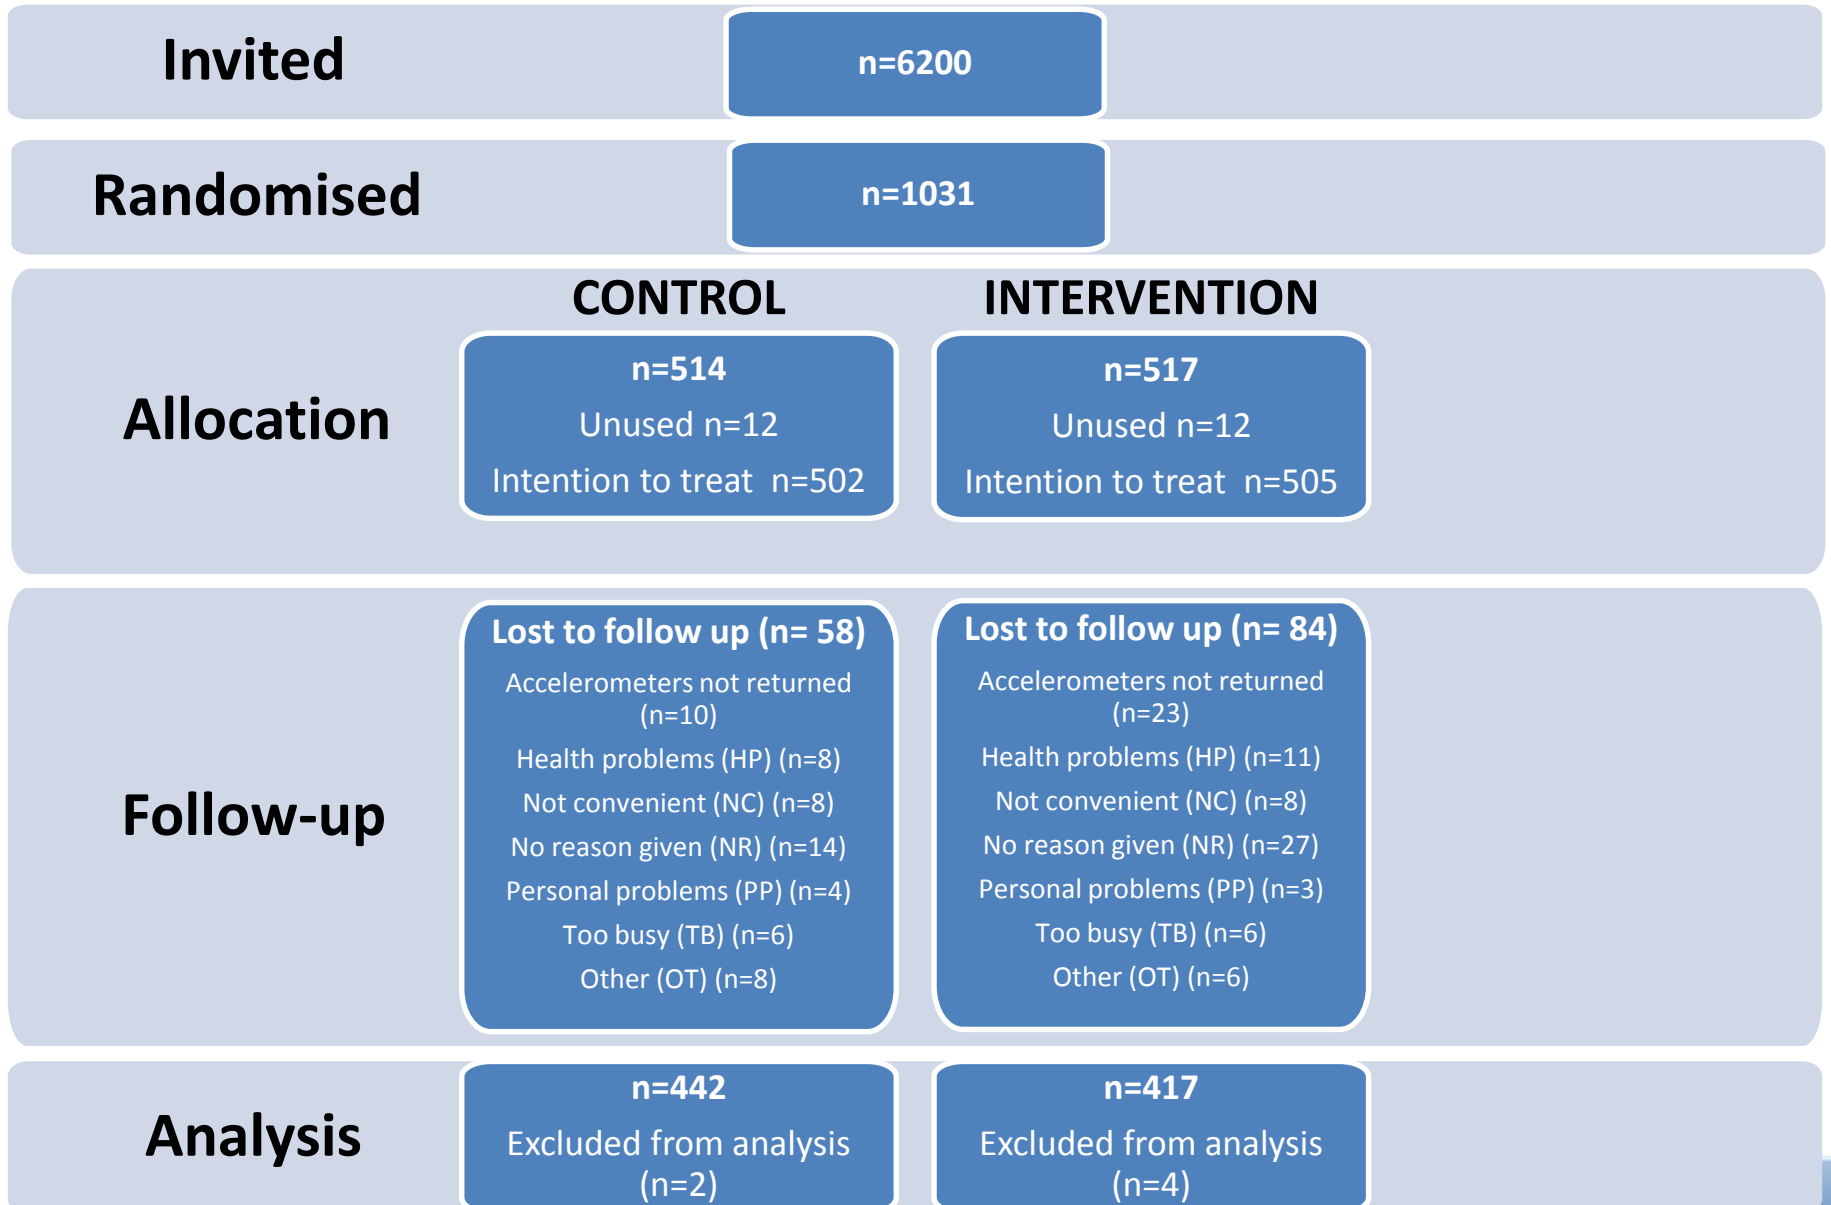 Invited
n=6200
Randomised
n=1031
CONTROL
INTERVENTION
Allocation
n=514
Unused n=12
Intention to treat n=502
n=517
Unused n=12
Intention to treat n=505
Follow-up
Lost to follow up (n= 58)
Accelerometers not returned
(n=10)
Health problems (HP) (n=8)
Not convenient (NC) (n=8)
No reason given (NR) (n=14)
Personal problems (PP) (n=4)
Too busy (TB) (n=6)
Other (OT) (n=8)
Lost to follow up (n= 84)
Accelerometers not returned
(n=23)
Health problems (HP) (n=11)
Not convenient (NC) (n=8)
No reason given (NR) (n=27)
Personal problems (PP) (n=3)
Too busy (TB) (n=6)
Other (OT) (n=6)
Analysis
n=442
Excluded from analysis
(n=2)
n=417
Excluded from analysis
(n=4)